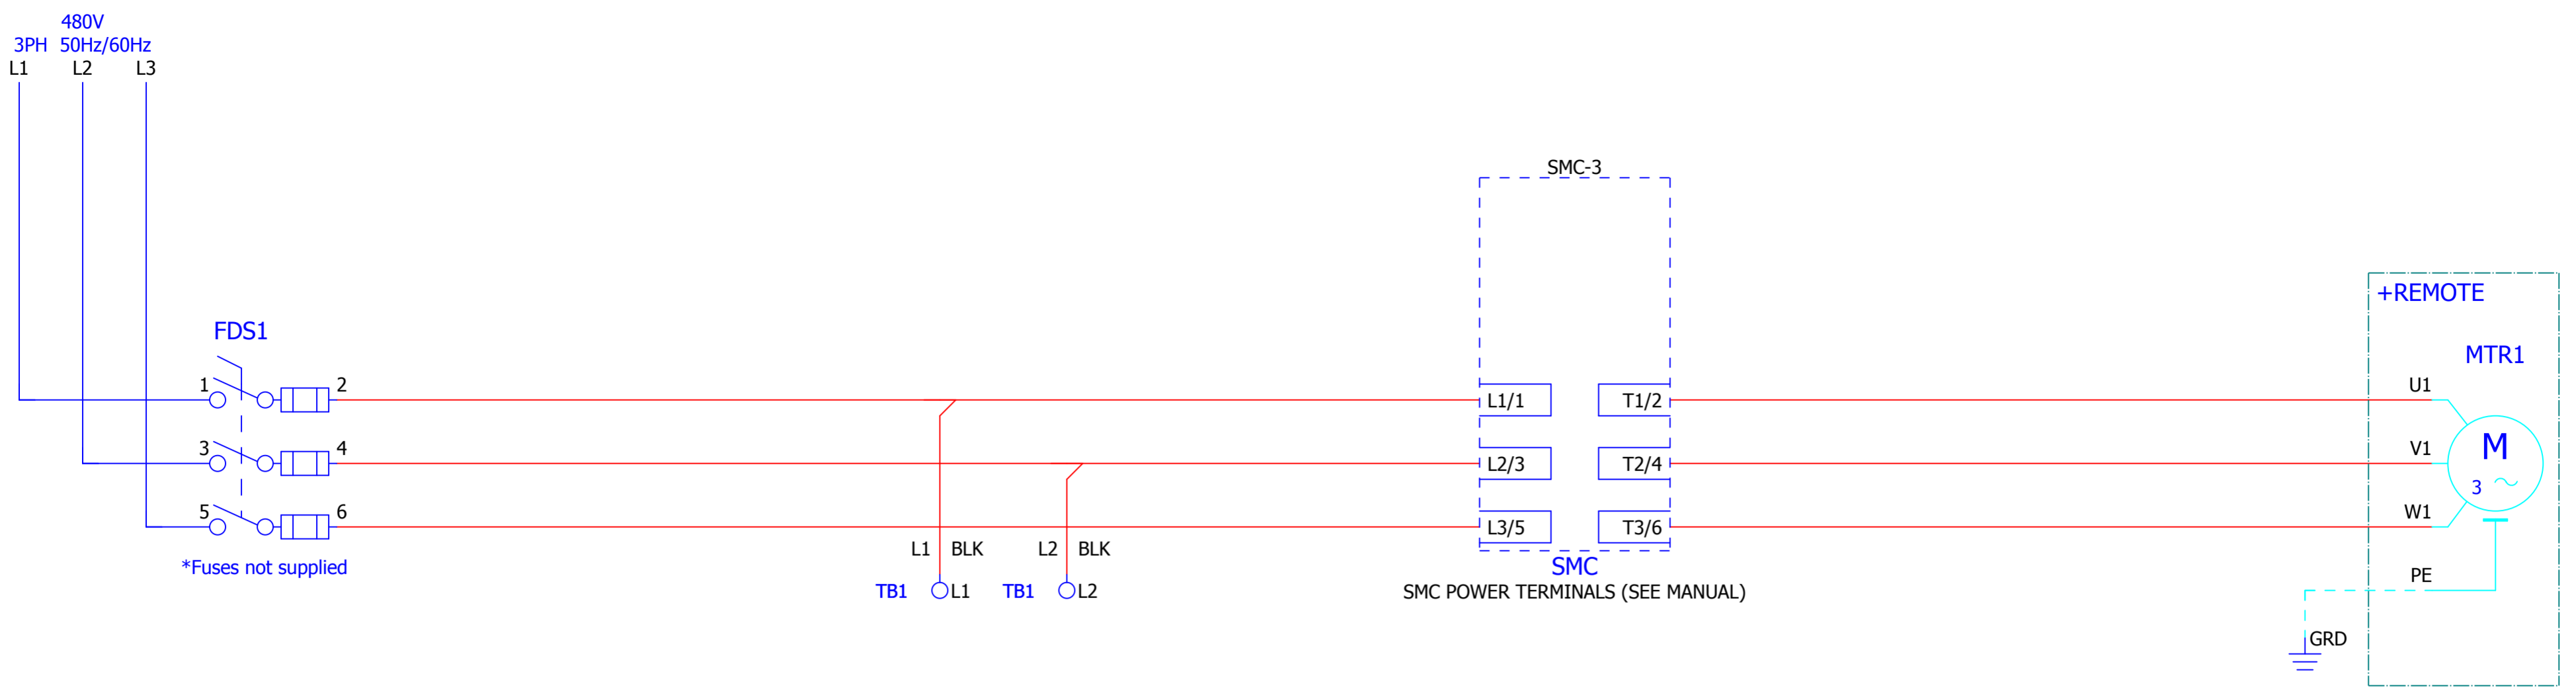 480V
3PH 50Hz/60Hz
L1 L2 L3
SMC-3
+REMOTE
FDS1
MTR1
1 2 L1/1 T1/2 U1
3 4 L2/3 T2/4 V1
M
3
5 6 L3/5 T3/6 W1
L1 BLK L2 BLK
*Fuses not supplied
SMC
PE
TB1 L1 TB1 L2
SMC POWER TERMINALS (SEE MANUAL)
GRD